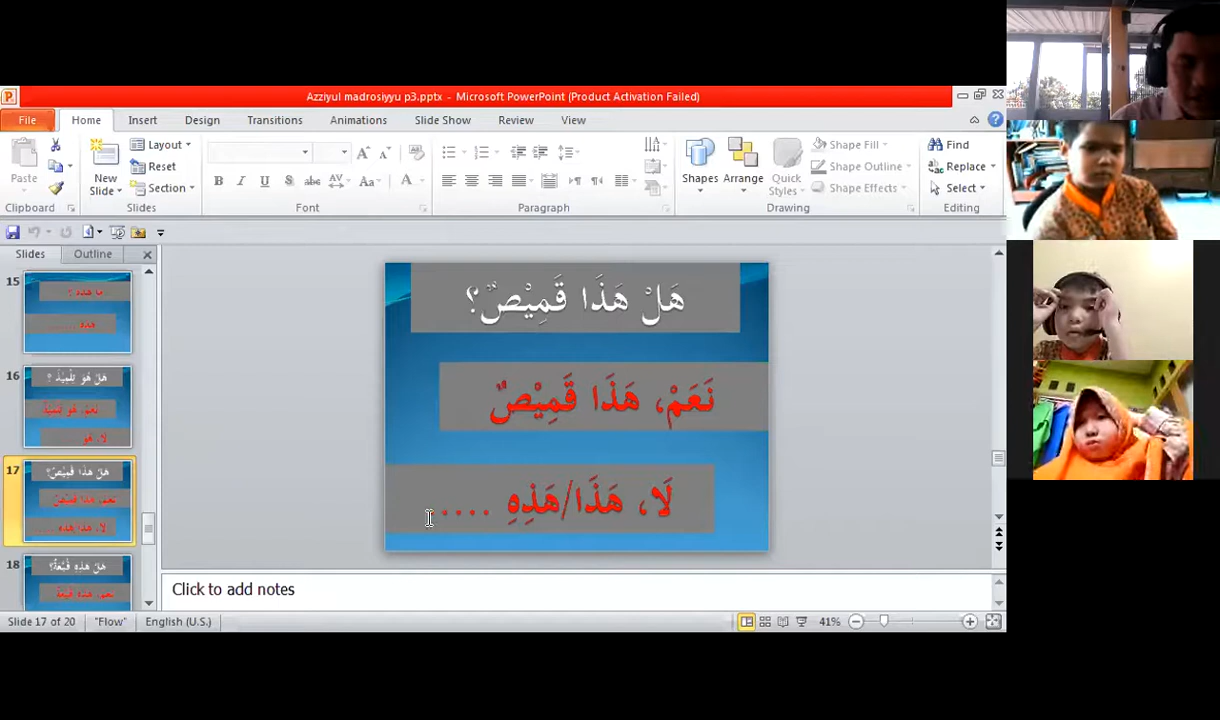 Azziyul madrosiyyu p3.pptx - Microsoft PowerPoint (Product Activation Failed)
File Home Insert Design Transitions Animations Slide Show Review View
Paste
New Slide
Layout
Reset
Section
Shapes
Arrange
Quick Styles
Shape Fill
Shape Outline
Shape Effects
Find
Replace
Select
Clipboard Slides Font Paragraph Drawing Editing
Slides Outline
15
ما هذه ؟
هذه ........
16
هَلْ هُوَ تِلْمِيْذٌ ؟
نَعَمْ، هُوَ تِلْمِيْذٌ
لَا، هُوَ
17
هَلْ هَذَا قَمِيْصٌ؟
نَعَمْ، هَذَا قَمِيْصٌ
لَا، هَذَا/هَذِهِ .....
18
هَلْ هَذِهِ قُبَّعَةٌ؟
نَعَمْ، هَذِهِ قُبَّعَةٌ
هَلْ هَذَا قَمِيْصٌ؟
نَعَمْ، هَذَا قَمِيْصٌ
لَا، هَذَا/هَذِهِ .....
Click to add notes
Slide 17 of 20 "Flow" English (U.S.) 41%